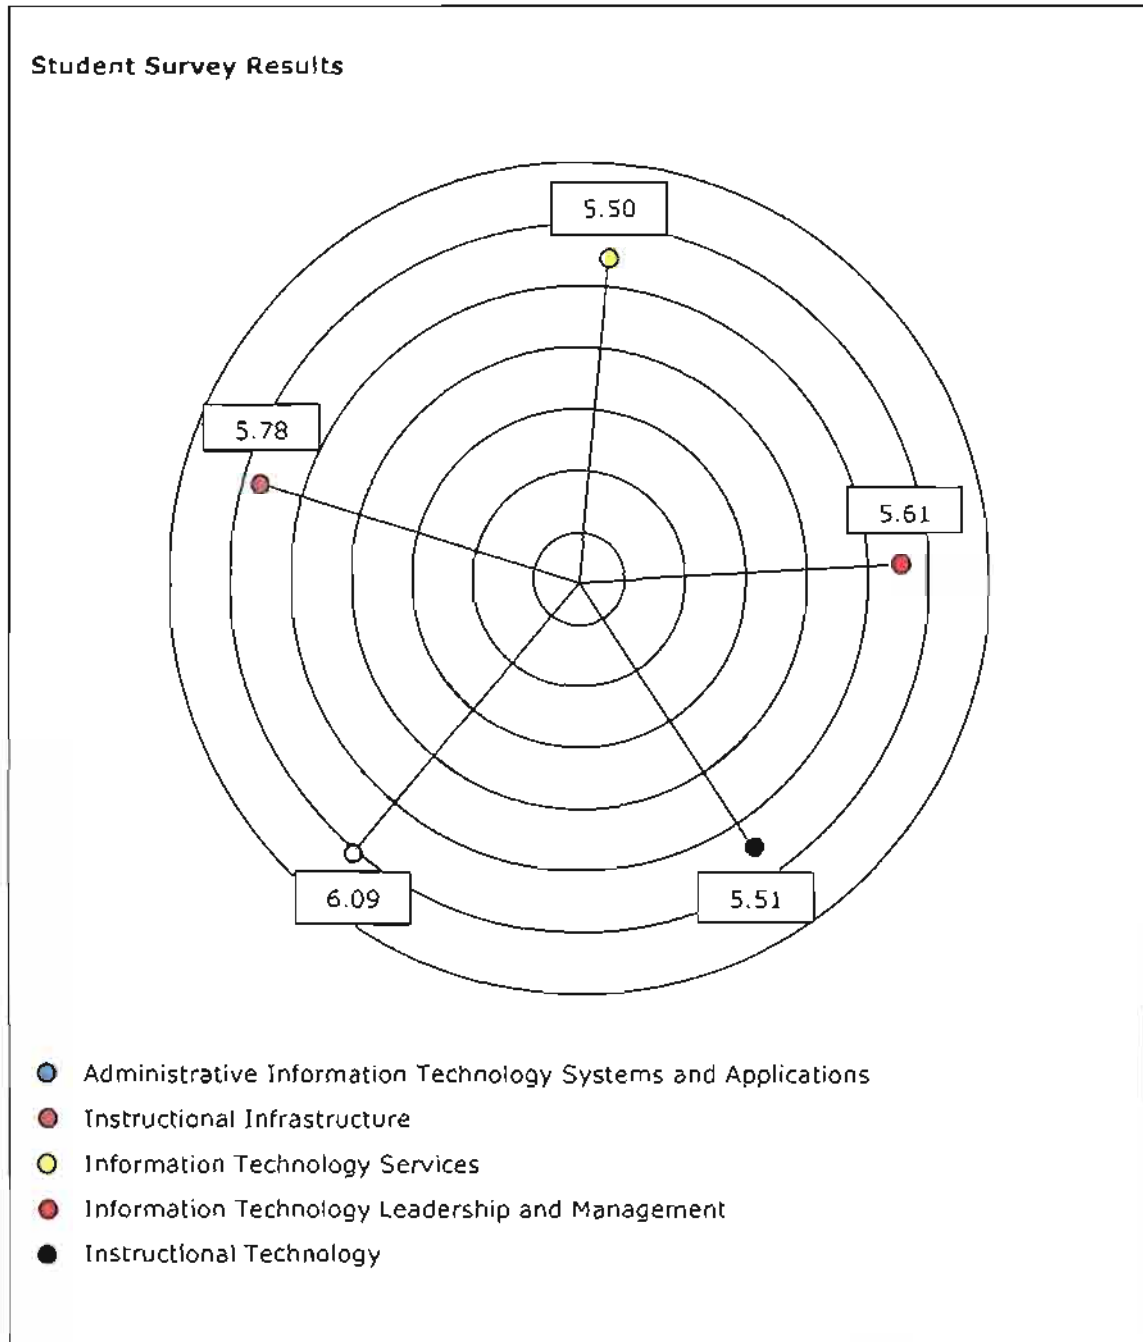 Student Survey Results
5.50
5.78
5.61
6.09
5.51
Administrative Information Technology Systems and Applications
Instructional Infrastructure
Information Technology Services
Information Technology Leadership and Management
Instructional Technology